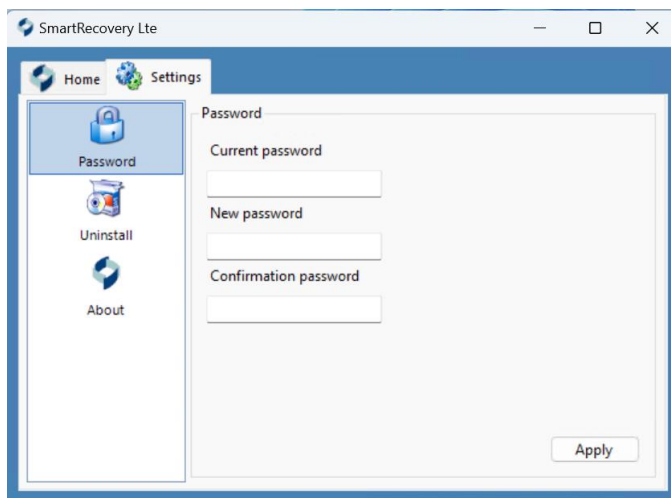 SmartRecovery Lte
Home
Settings
Password
Uninstall
About
Password
Current password
New password
Confirmation password
Apply